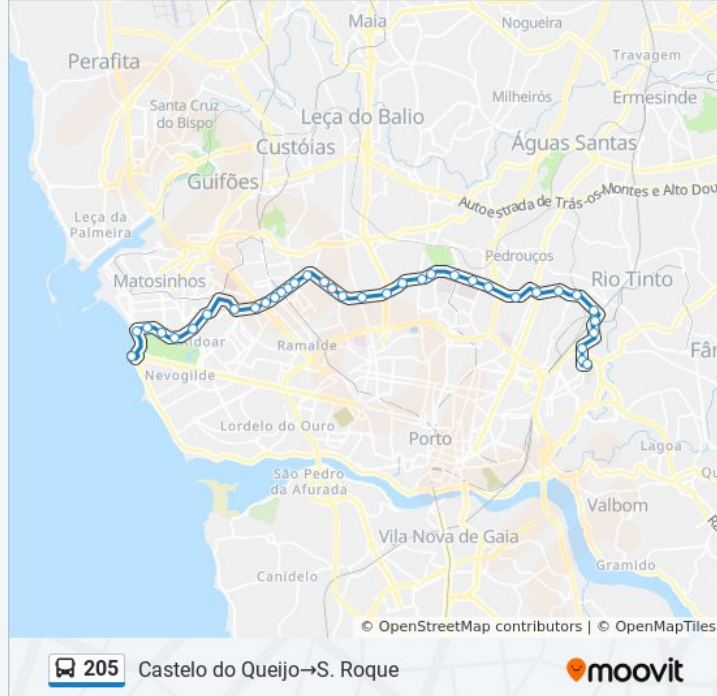 Maia
Nogueira
Perafita
Travagem
Milheirós
Ermesinde
Santa Cruz
do Bispo
Leça do Balio
Custóias
Águas Santas
Guifões
Autoestrada de Trás-os-Montes e Alto Dou
Leça da
Palmeira
Pedrouços
Matosinhos
Rio Tinto
Aldoar
Ramalde
Fân
Nevogilde
Lordelo do Ouro
Porto
Lagoa
São Pedro
da Afurada
Valbom
Vila Nova de Gaia
Gramido
Canidelo
© OpenStreetMap contributors | © OpenMapTiles
205 Castelo do Queijo→S. Roque
moovit